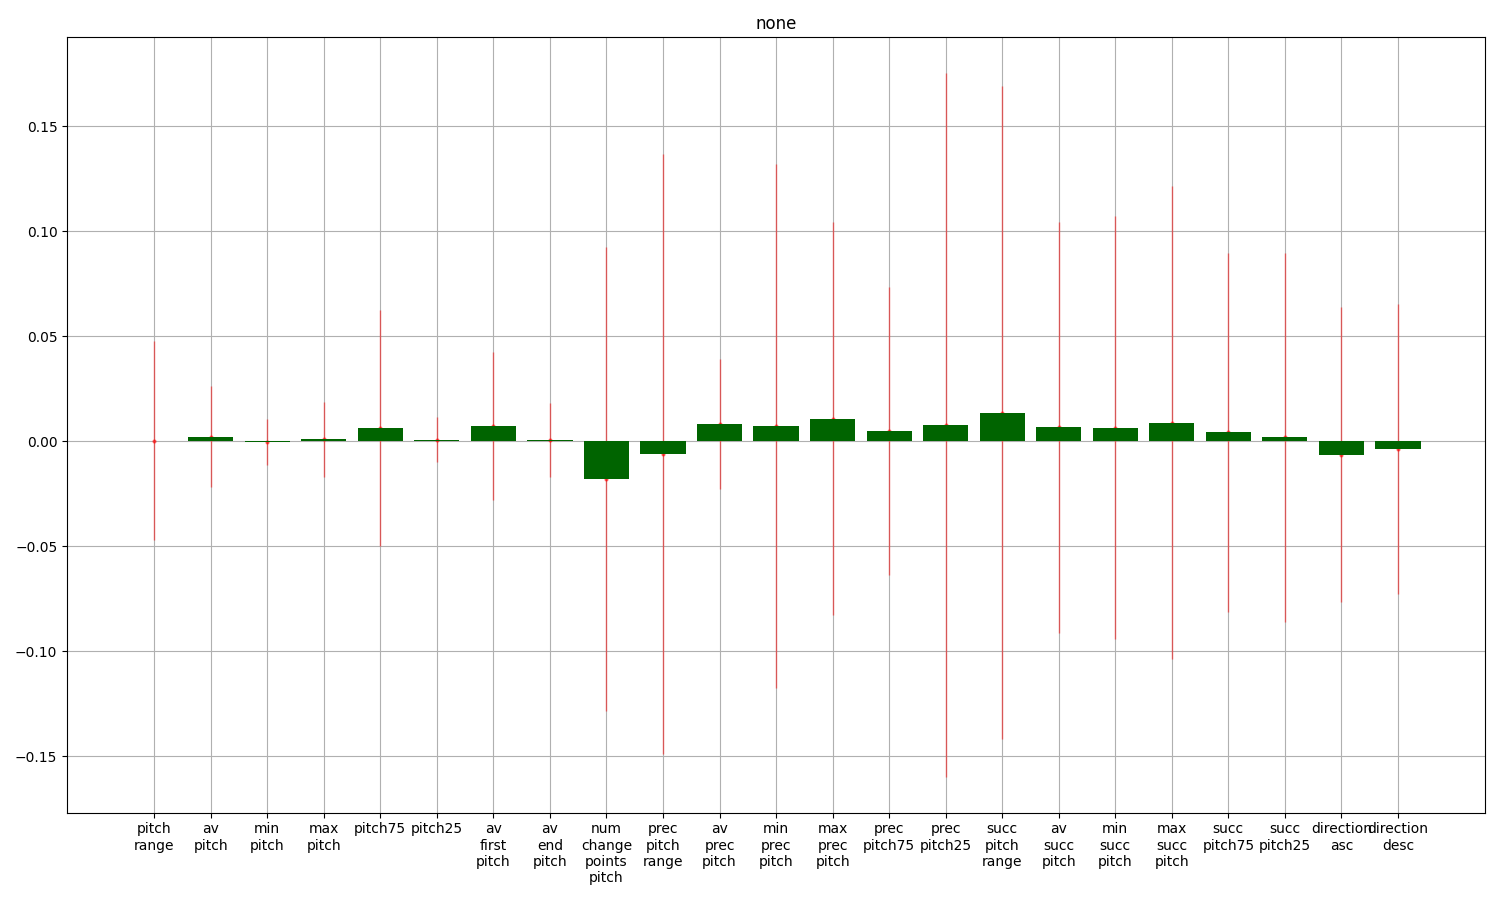 none
0.15
0.10
0.05
0.00
−0.05
−0.10
−0.15
pitch
range
av
pitch
min
pitch
max
pitch
pitch75
pitch25
av
first
pitch
av
end
pitch
num
change
points
pitch
prec
pitch
range
av
prec
pitch
min
prec
pitch
max
prec
pitch
prec
pitch75
prec
pitch25
succ
pitch
range
av
succ
pitch
min
succ
pitch
max
succ
pitch
succ
pitch75
succ
pitch25
direction
asc
direction
desc